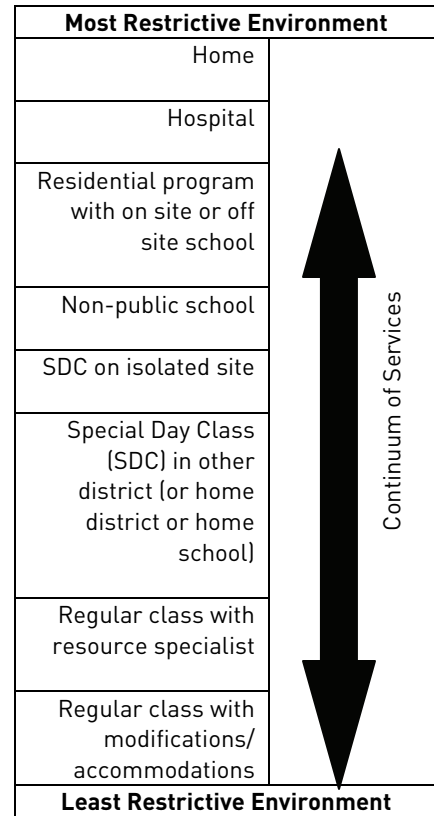 Most Restrictive Environment
Home
Hospital
Residential program
with on site or off
site school
Non-public school
SDC on isolated site
Special Day Class
(SDC) in other
district (or home
district or home
school)
Regular class with
resource specialist
Regular class with
modifications/
accommodations
Continuum of Services
Least Restrictive Environment